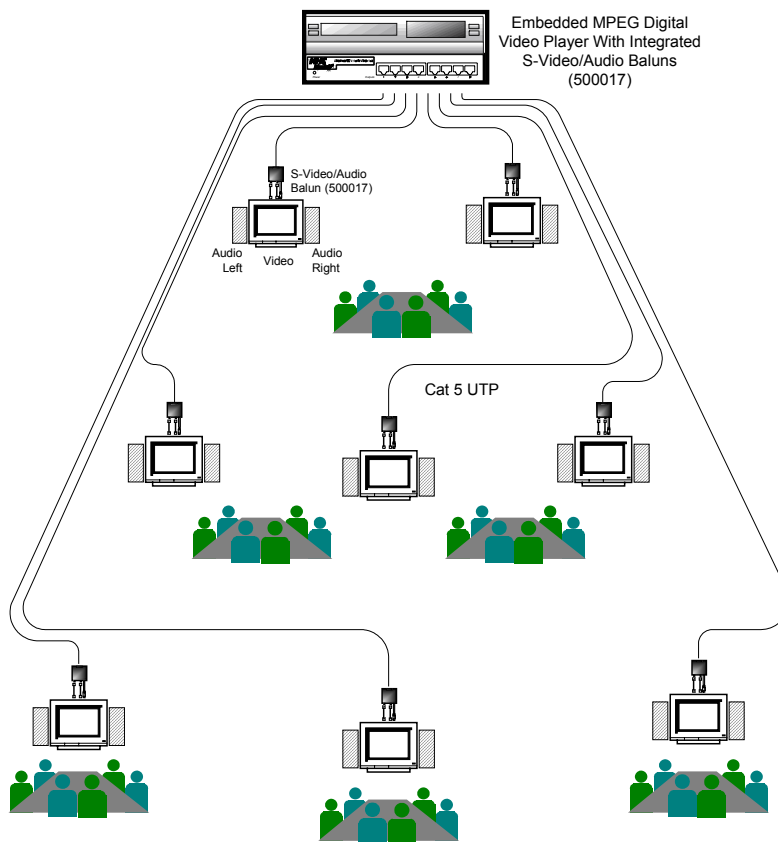 Embedded MPEG Digital
Video Player With Integrated
S-Video/Audio Baluns
(500017)
S-Video/Audio
Balun (500017)
Audio
Left
Video
Audio
Right
Cat 5 UTP